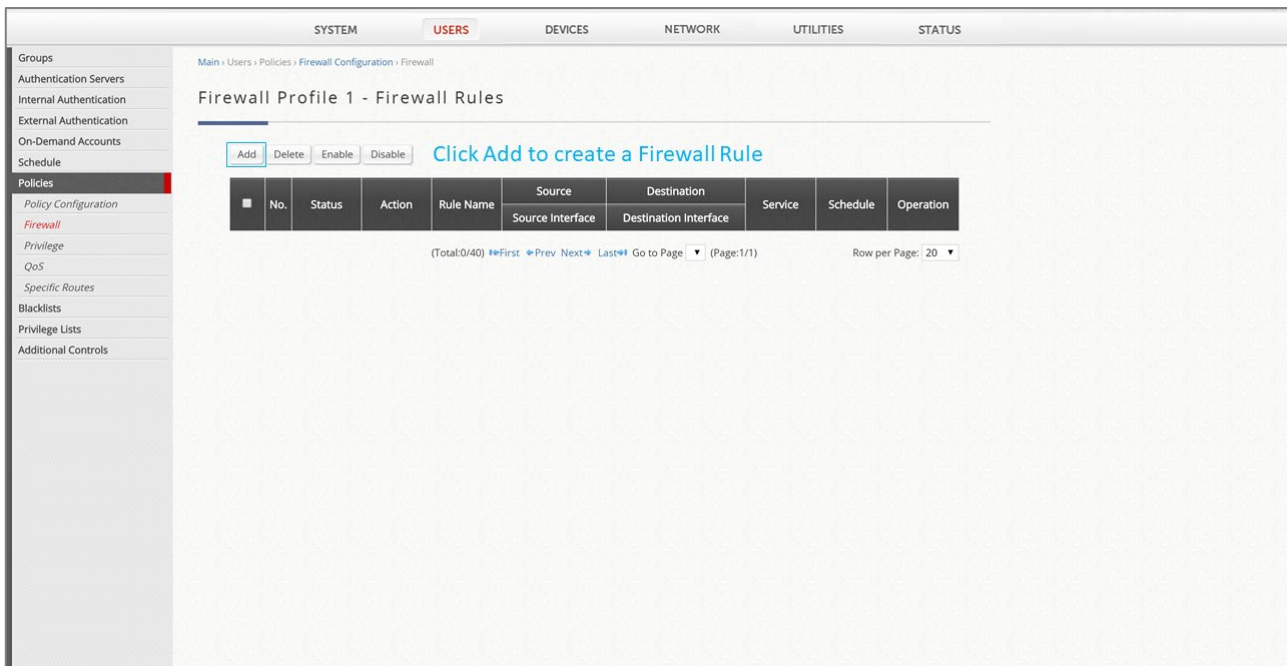 SYSTEM USERS DEVICES NETWORK UTILITIES STATUS
Groups
Authentication Servers
Internal Authentication
External Authentication
On-Demand Accounts
Schedule
Policies
Policy Configuration
Firewall
Privilege
QoS
Specific Routes
Blacklists
Privilege Lists
Additional Controls
Main › Users › Policies › Firewall Configuration › Firewall
Firewall Profile 1 - Firewall Rules
Add Delete Enable Disable Click Add to create a Firewall Rule
No. Status Action Rule Name Source Destination Service Schedule Operation
Source Interface Destination Interface
(Total:0/40) First Prev Next Last Go to Page (Page:1/1) Row per Page: 20